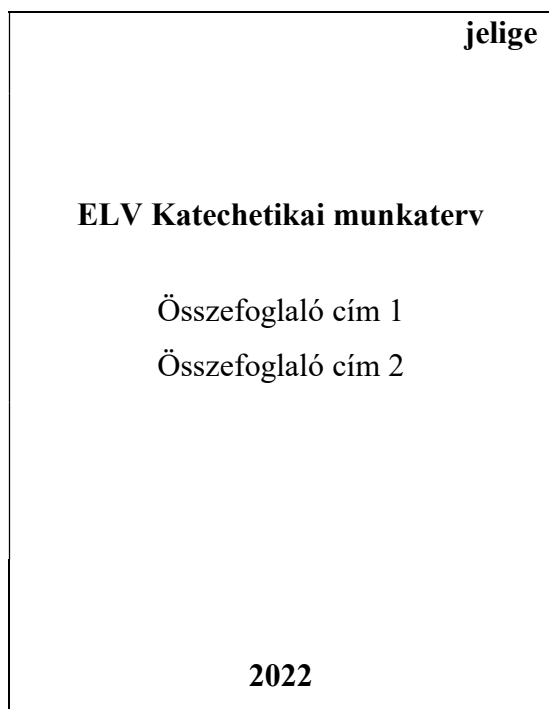 jelige
ELV Katechetikai munkaterv
Összefoglaló cím 1
Összefoglaló cím 2
2022